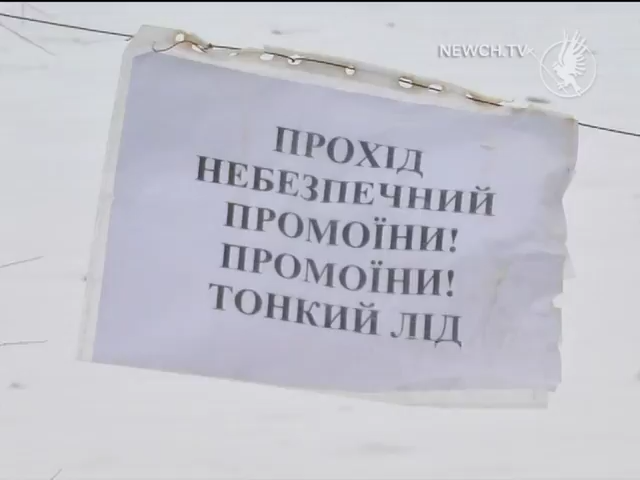 NEWCH.TV
ПРОХІД
НЕБЕЗПЕЧНИЙ
ПРОМОЇНИ!
ПРОМОЇНИ!
ТОНКИЙ ЛІД